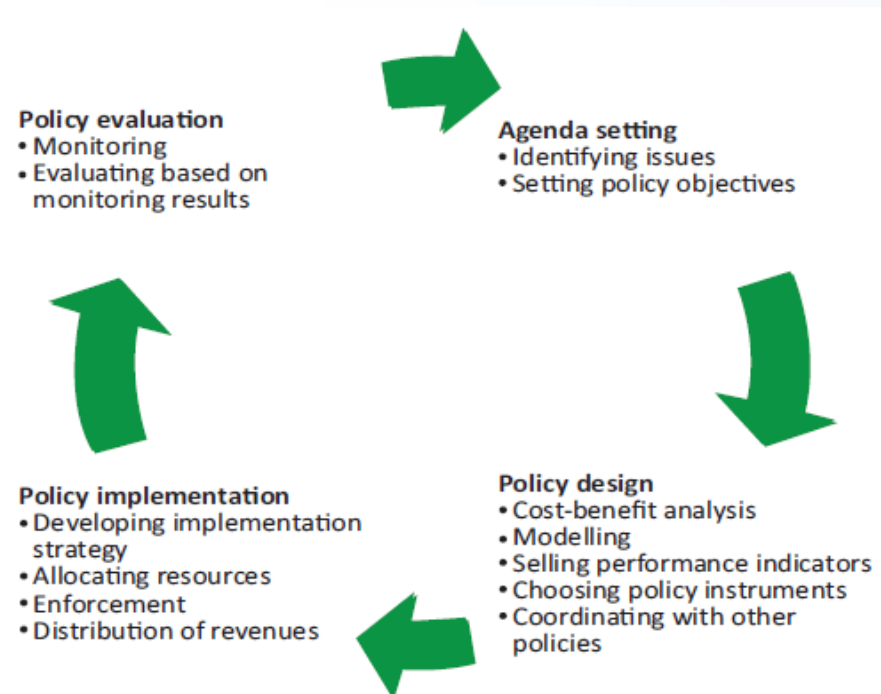 Policy evaluation
• Monitoring
• Evaluating based on
monitoring results
Agenda setting
• Identifying issues
• Setting policy objectives
Policy design
• Cost-benefit analysis
• Modelling
• Selling performance indicators
• Choosing policy instruments
• Coordinating with other
policies
Policy implementation
• Developing implementation
strategy
• Allocating resources
• Enforcement
• Distribution of revenues